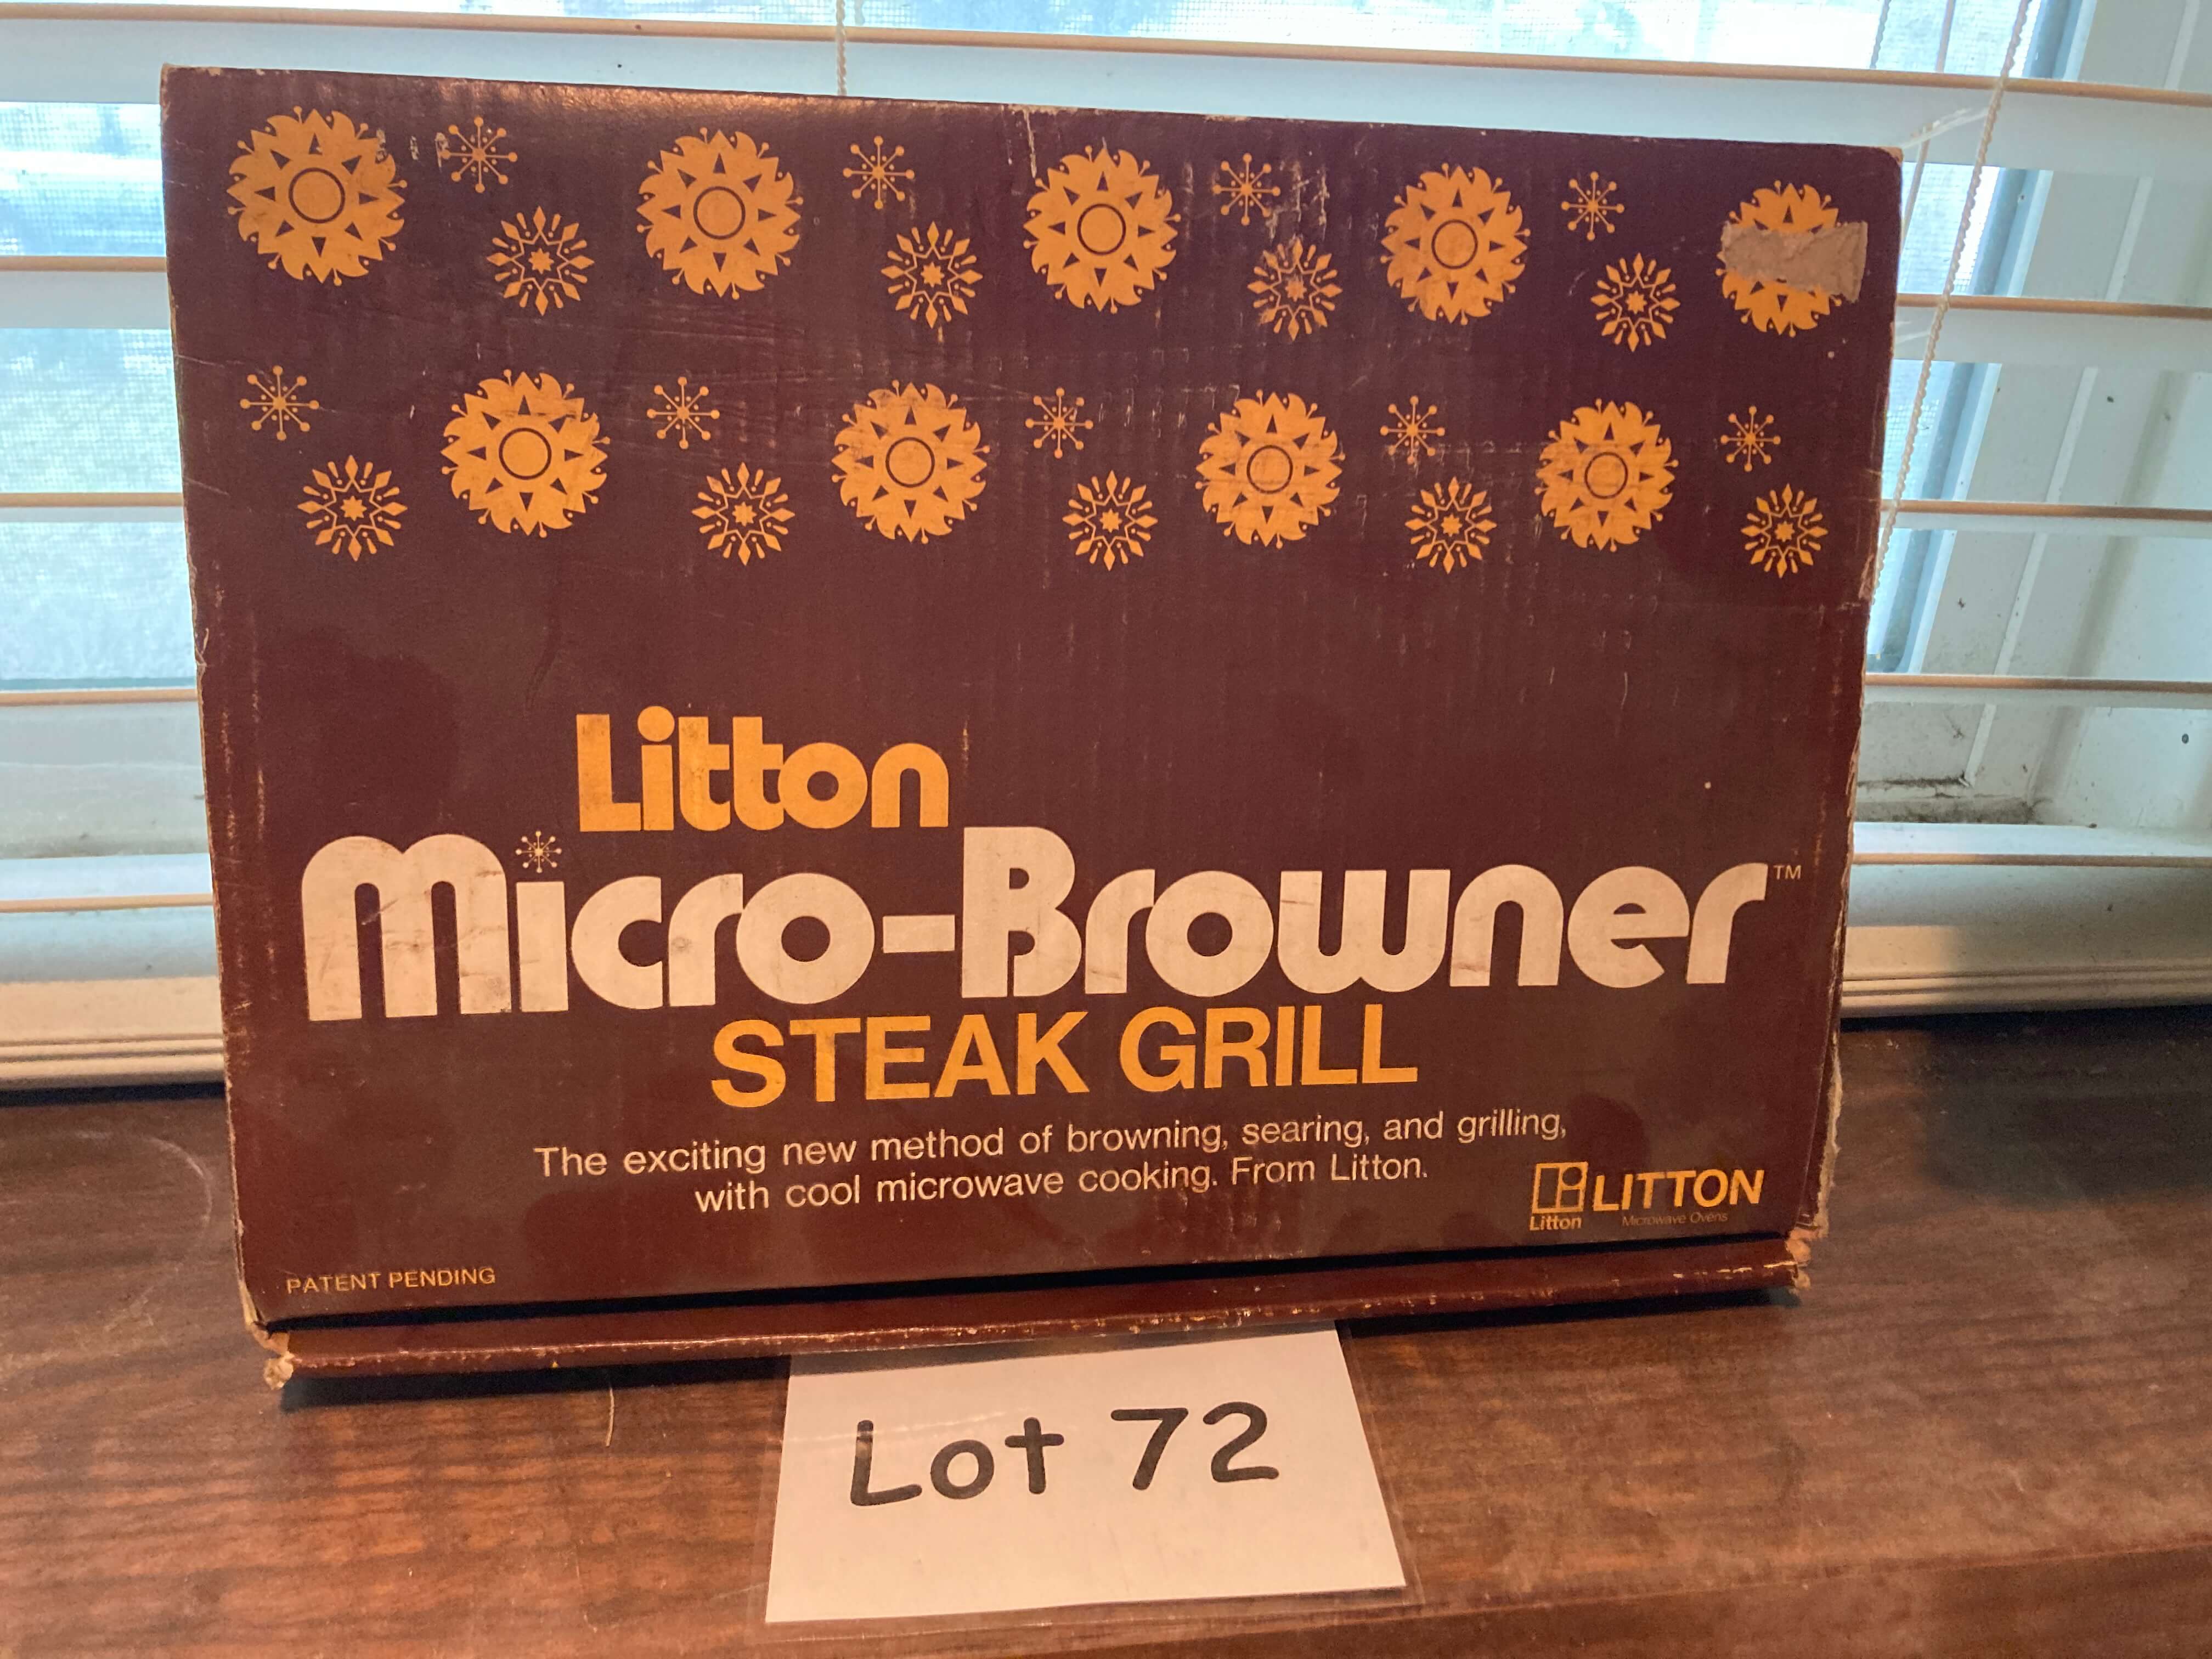 Litton
Micro-Browner™
STEAK GRILL
The exciting new method of browning, searing, and grilling,
with cool microwave cooking. From Litton.
LITTON
Litton
Microwave Ovens
PATENT PENDING
Lot 72